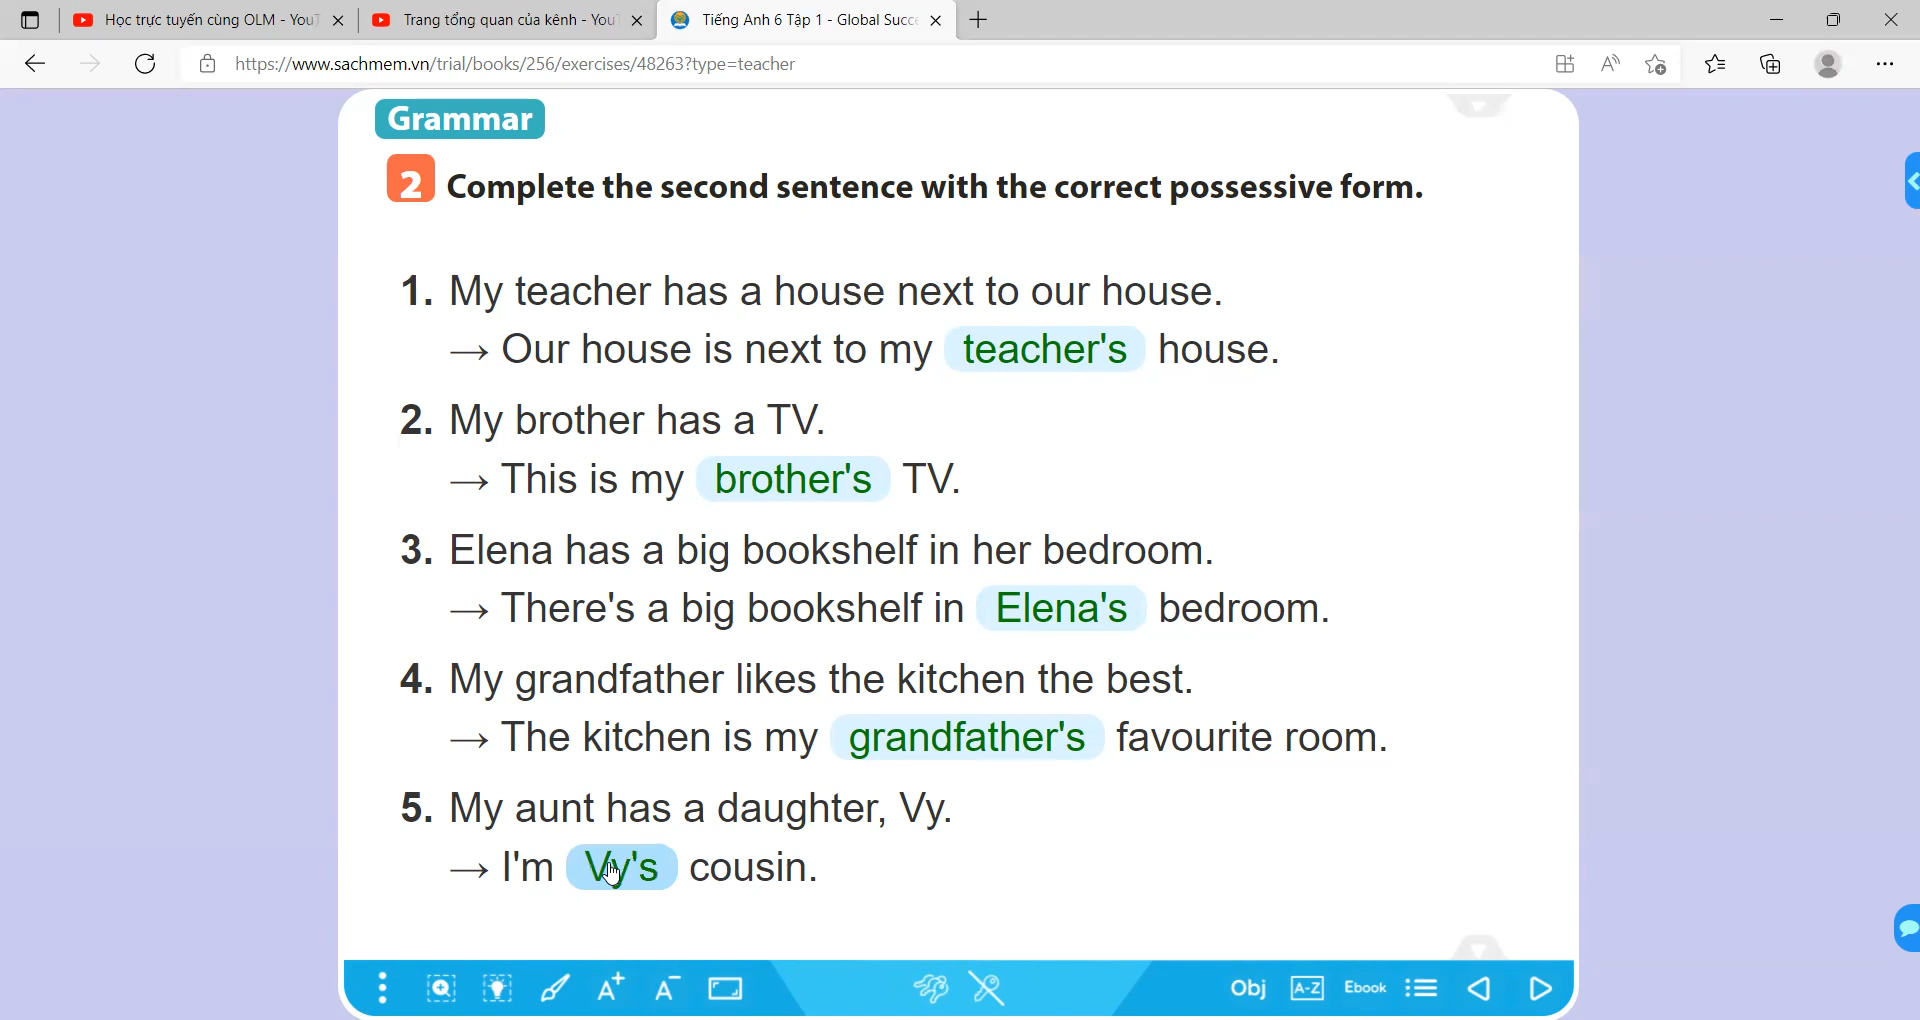 Học trực tuyến cùng OLM - You
Trang tổng quan của kênh - You
Tiếng Anh 6 Tập 1 - Global Succ
https://www.sachmem.vn/trial/books/256/exercises/48263?type=teacher
Grammar
2 Complete the second sentence with the correct possessive form.
1. My teacher has a house next to our house.
→ Our house is next to my teacher's house.
2. My brother has a TV.
→ This is my brother's TV.
3. Elena has a big bookshelf in her bedroom.
→ There's a big bookshelf in Elena's bedroom.
4. My grandfather likes the kitchen the best.
→ The kitchen is my grandfather's favourite room.
5. My aunt has a daughter, Vy.
→ I'm Vy's cousin.
A+ A- Obj A-Z Ebook